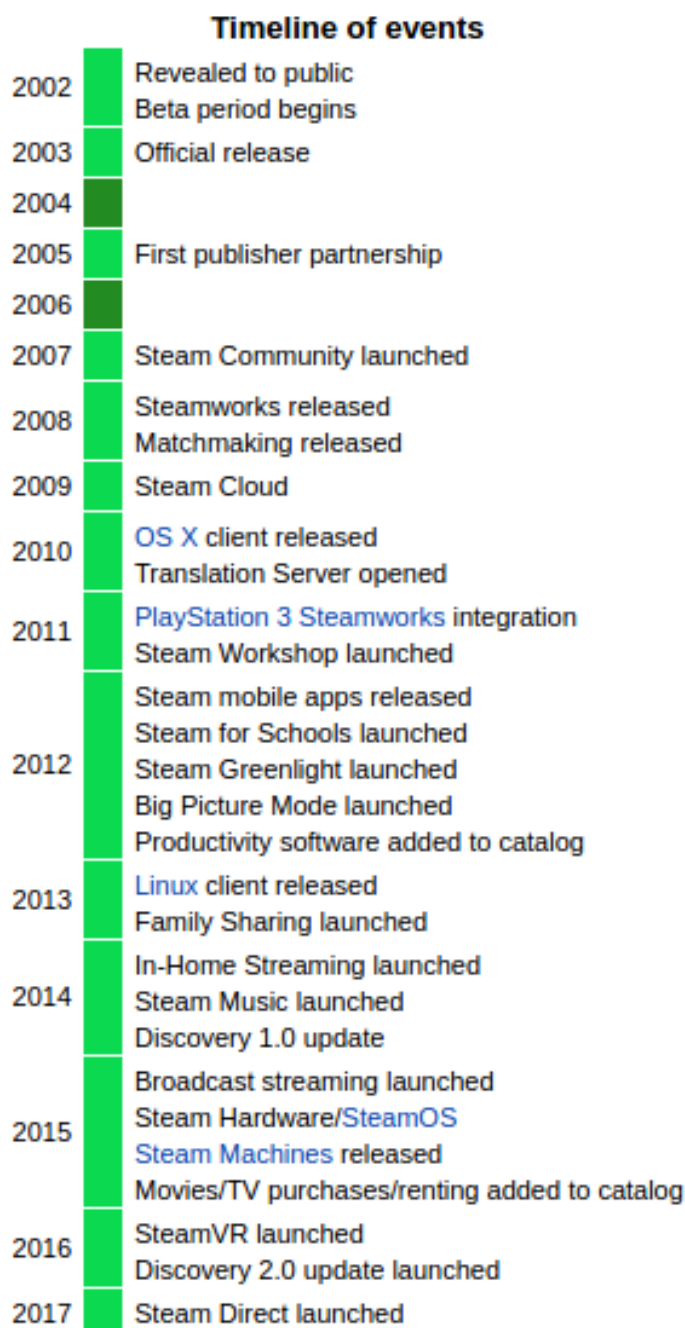 Timeline of events
2002
Revealed to public
Beta period begins
2003 Official release
2004
2005 First publisher partnership
2006
2007 Steam Community launched
2008
Steamworks released
Matchmaking released
2009 Steam Cloud
2010
OS X client released
Translation Server opened
2011
PlayStation 3 Steamworks integration
Steam Workshop launched
2012
Steam mobile apps released
Steam for Schools launched
Steam Greenlight launched
Big Picture Mode launched
Productivity software added to catalog
2013
Linux client released
Family Sharing launched
2014
In-Home Streaming launched
Steam Music launched
Discovery 1.0 update
2015
Broadcast streaming launched
Steam Hardware/SteamOS
Steam Machines released
Movies/TV purchases/renting added to catalog
2016
SteamVR launched
Discovery 2.0 update launched
2017 Steam Direct launched